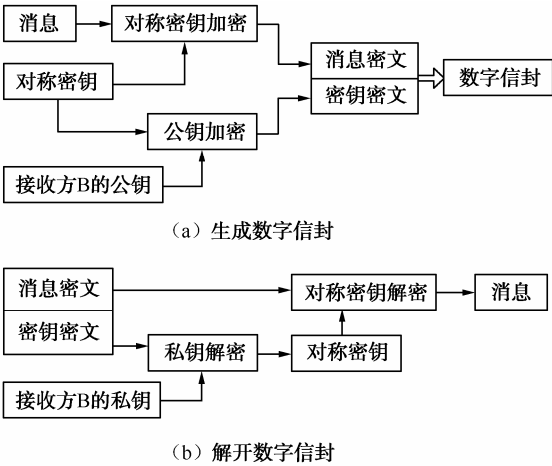 消息
对称密钥加密
消息密文
数字信封
对称密钥
密钥密文
公钥加密
接收方B的公钥
（a）生成数字信封
消息密文
对称密钥解密
消息
密钥密文
私钥解密
对称密钥
接收方B的私钥
（b）解开数字信封